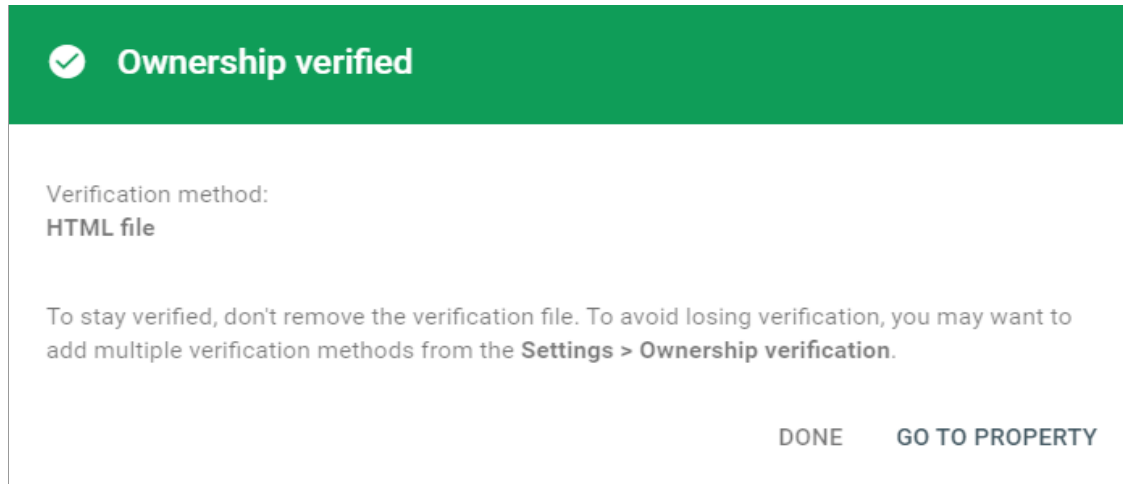 Ownership verified
Verification method:
HTML file
To stay verified, don't remove the verification file. To avoid losing verification, you may want to
add multiple verification methods from the Settings > Ownership verification.
DONE GO TO PROPERTY